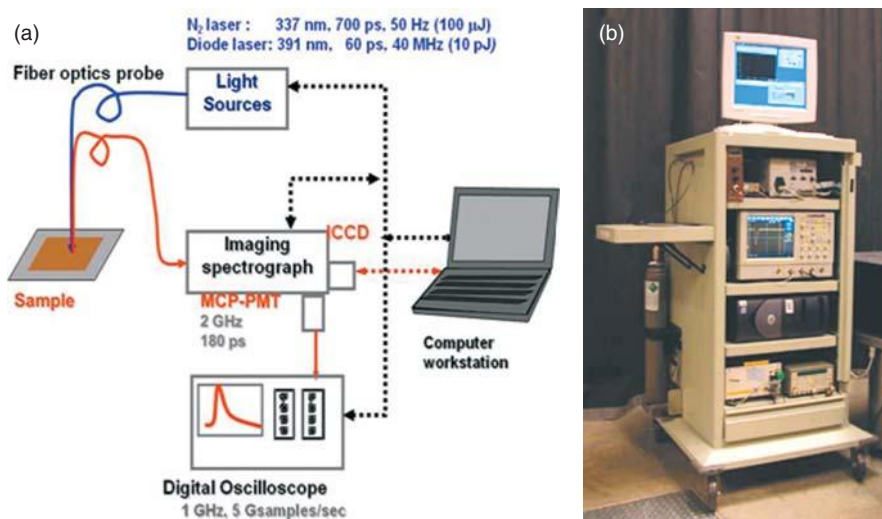 (a)
N₂ laser : 337 nm, 700 ps, 50 Hz (100 μJ)
Diode laser: 391 nm, 60 ps, 40 MHz (10 pJ)
Fiber optics probe
Light
Sources
ICCD
Imaging
spectrograph
Sample
MCP-PMT
2 GHz
180 ps
Computer
workstation
Digital Oscilloscope
1 GHz, 5 Gsamples/sec
(b)